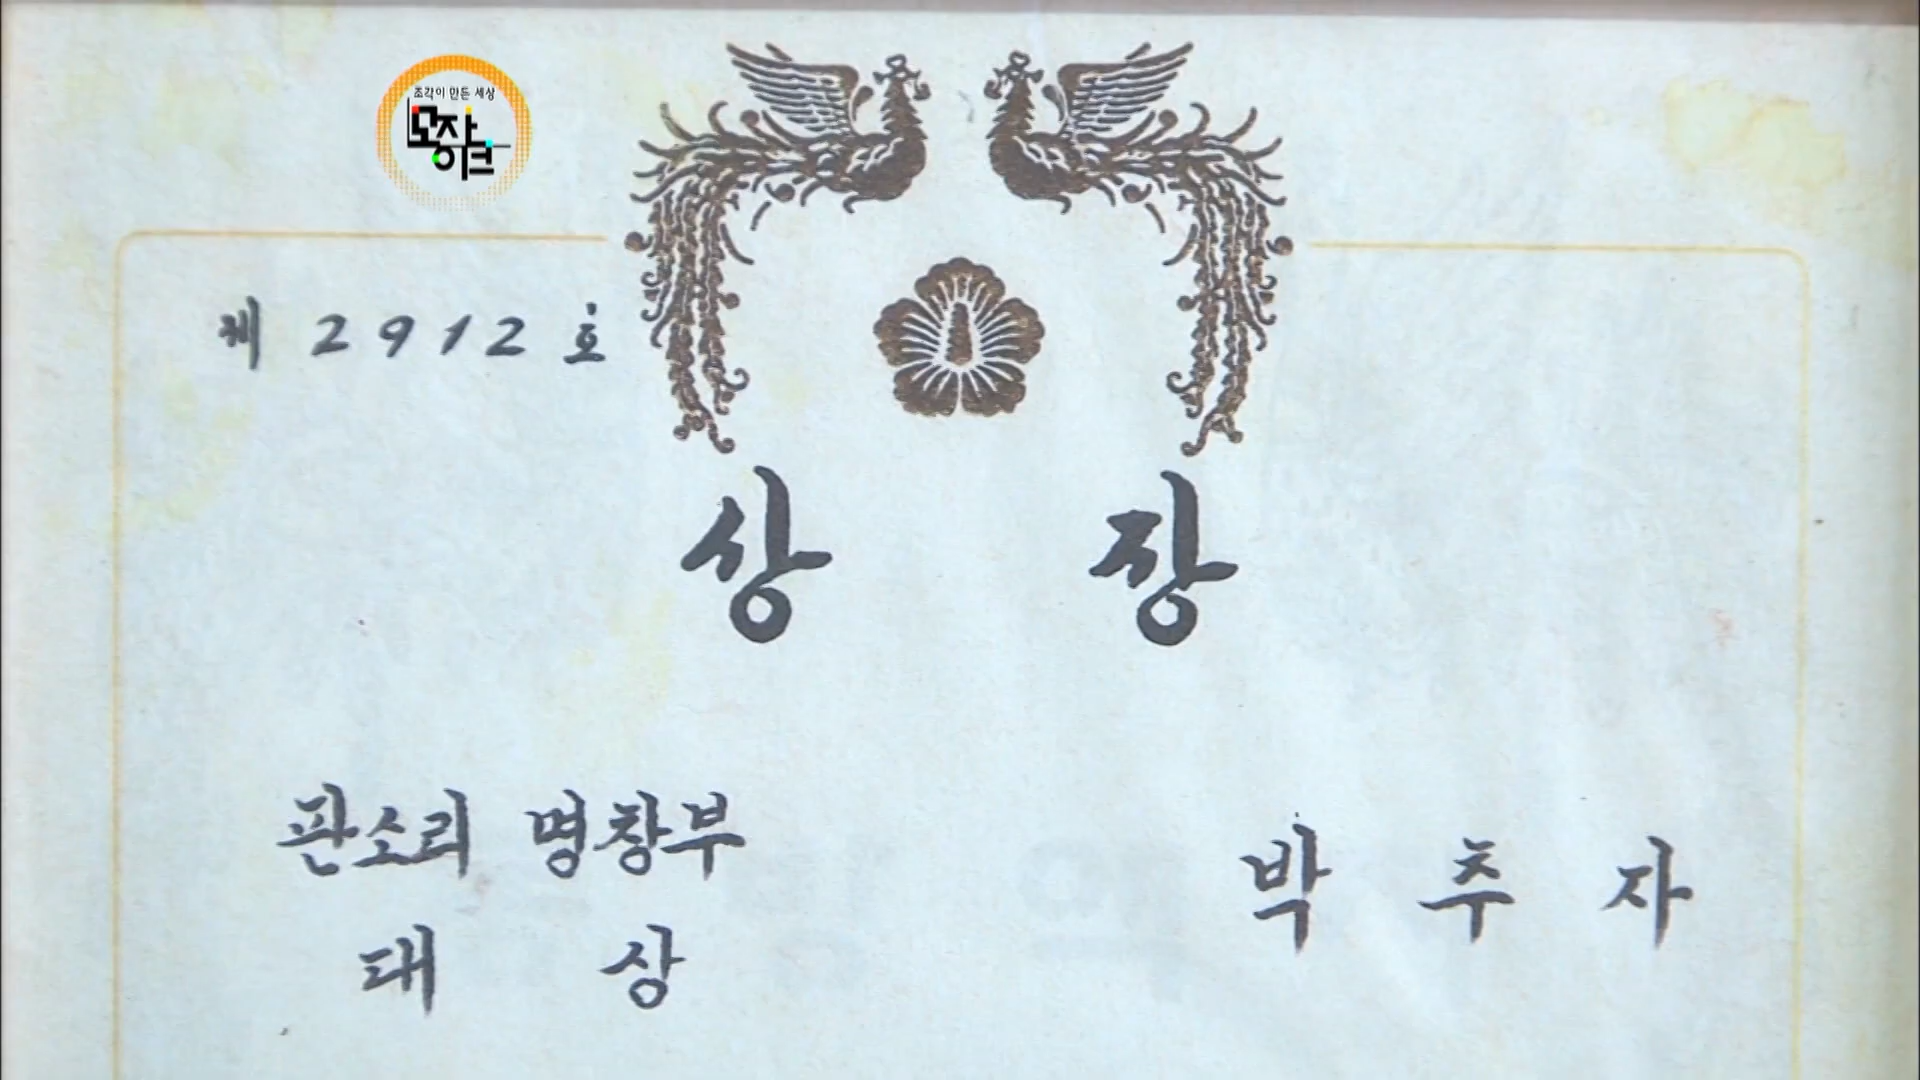 조각이 만든 세상
모자이크
제 2912 호
상 장
판소리 명창부
대 상
박 추 자